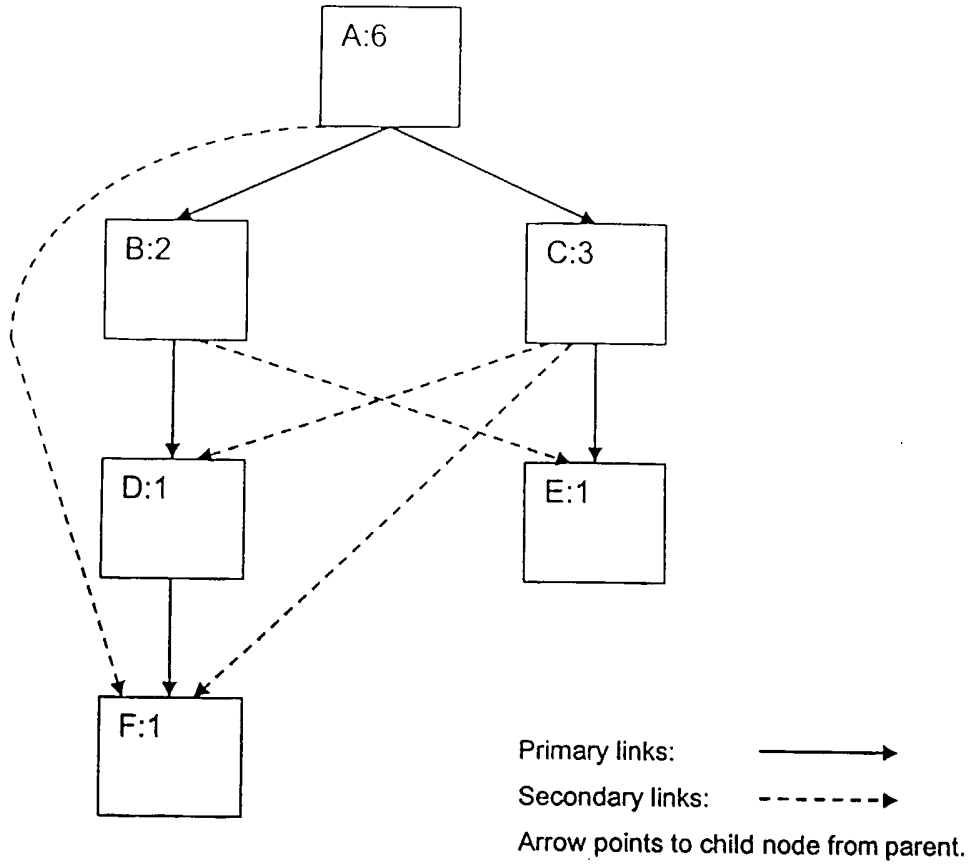 A:6
B:2
C:3
D:1
E:1
F:1
Primary links:
Secondary links:
Arrow points to child node from parent.